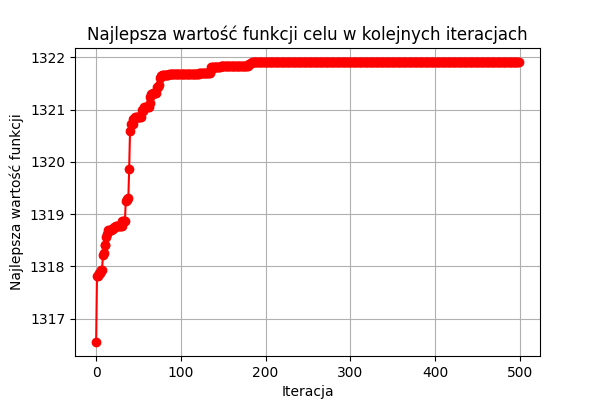 Najlepsza wartość funkcji celu w kolejnych iteracjach
Najlepsza wartość funkcji
1322
1321
1320
1319
1318
1317
0 100 200 300 400 500
Iteracja